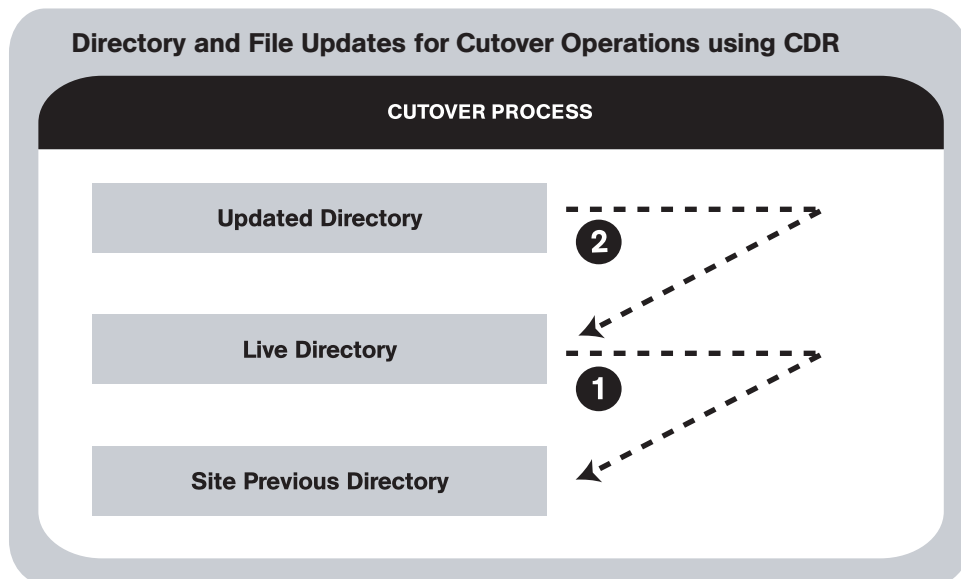 Directory and File Updates for Cutover Operations using CDR
CUTOVER PROCESS
Updated Directory
2
Live Directory
1
Site Previous Directory